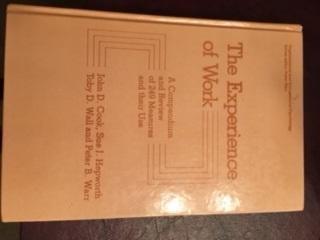 The Experience
of Work
A Compendium
and Review
of 249 Measures
and their Use
John D. Cook, Sue J. Hepworth
Toby D. Wall and Peter B. Warr